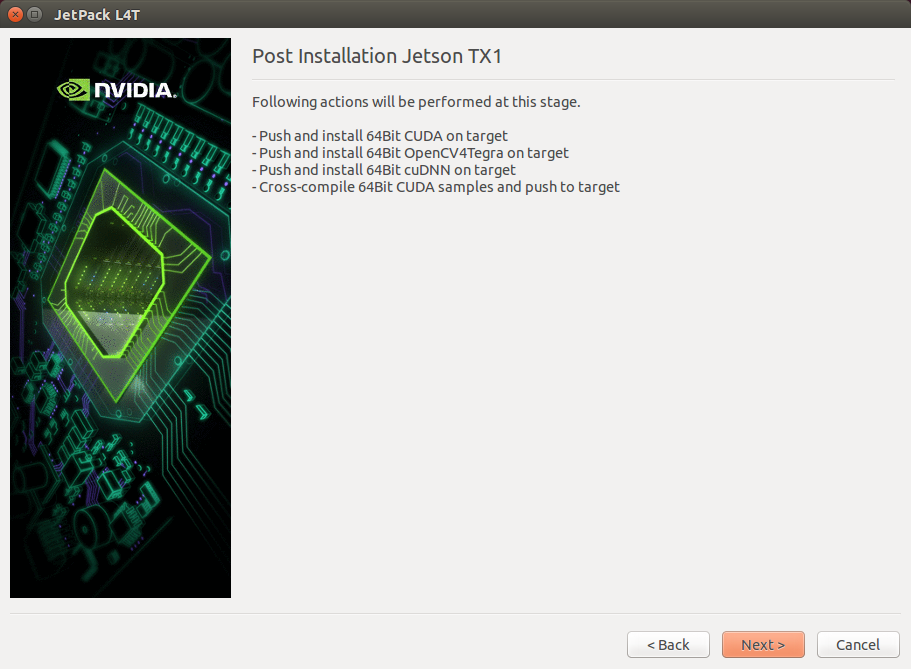 JetPack L4T
NVIDIA.
Post Installation Jetson TX1
Following actions will be performed at this stage.
- Push and install 64Bit CUDA on target
- Push and install 64Bit OpenCV4Tegra on target
- Push and install 64Bit cuDNN on target
- Cross-compile 64Bit CUDA samples and push to target
< Back
Next >
Cancel